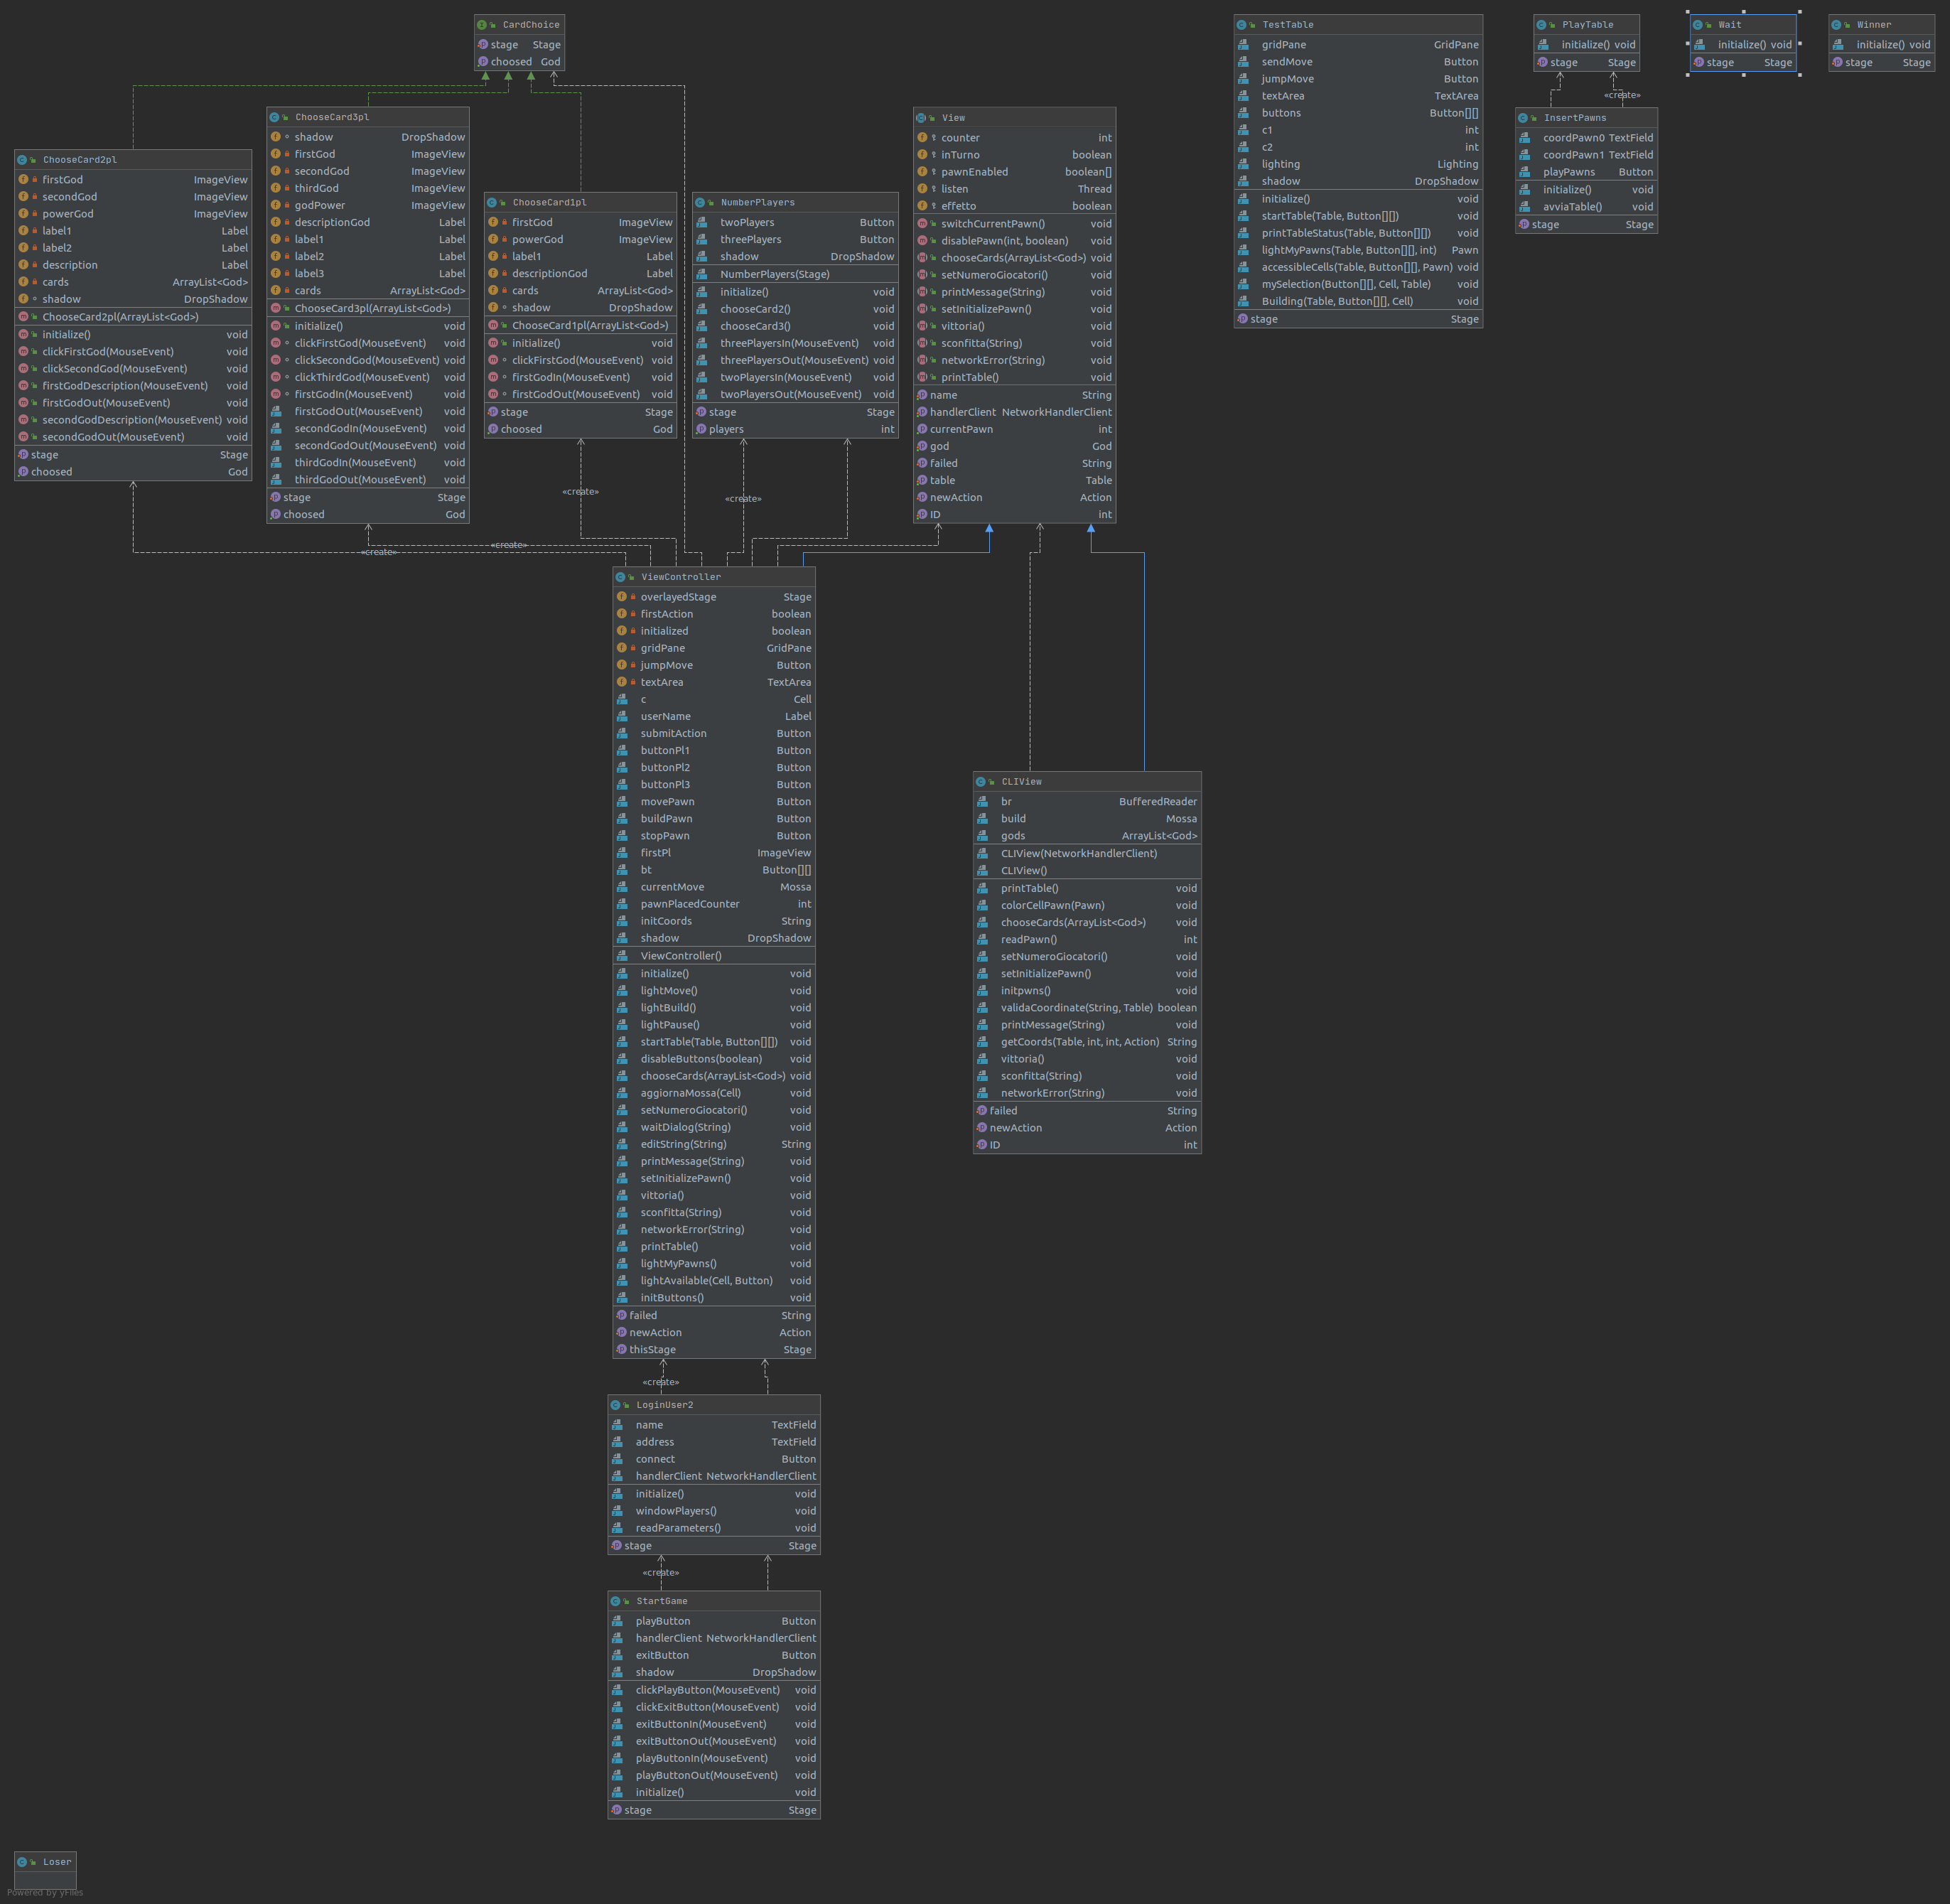 CardChoice
stage Stage
choosed God
ChooseCard2pl
firstGod ImageView
secondGod ImageView
powerGod ImageView
label1 Label
label2 Label
description Label
cards ArrayList<God>
shadow DropShadow
ChooseCard2pl(ArrayList<God>)
initialize() void
clickFirstGod(MouseEvent) void
clickSecondGod(MouseEvent) void
firstGodDescription(MouseEvent) void
firstGodOut(MouseEvent) void
secondGodDescription(MouseEvent) void
secondGodOut(MouseEvent) void
stage Stage
choosed God
ChooseCard3pl
shadow DropShadow
firstGod ImageView
secondGod ImageView
thirdGod ImageView
godPower ImageView
descriptionGod Label
label1 Label
label2 Label
label3 Label
cards ArrayList<God>
ChooseCard3pl(ArrayList<God>)
initialize() void
clickFirstGod(MouseEvent) void
clickSecondGod(MouseEvent) void
clickThirdGod(MouseEvent) void
firstGodIn(MouseEvent) void
firstGodOut(MouseEvent) void
secondGodIn(MouseEvent) void
secondGodOut(MouseEvent) void
thirdGodIn(MouseEvent) void
thirdGodOut(MouseEvent) void
stage Stage
choosed God
ChooseCard1pl
firstGod ImageView
powerGod ImageView
label1 Label
descriptionGod Label
cards ArrayList<God>
shadow DropShadow
ChooseCard1pl(ArrayList<God>)
initialize() void
clickFirstGod(MouseEvent) void
firstGodIn(MouseEvent) void
firstGodOut(MouseEvent) void
stage Stage
choosed God
NumberPlayers
twoPlayers Button
threePlayers Button
shadow DropShadow
NumberPlayers(Stage)
initialize() void
chooseCard2() void
chooseCard3() void
threePlayersIn(MouseEvent) void
threePlayersOut(MouseEvent) void
twoPlayersIn(MouseEvent) void
twoPlayersOut(MouseEvent) void
stage Stage
players int
View
counter int
inTurno boolean
pawnEnabled boolean[]
listen Thread
effetto boolean
switchCurrentPawn() void
disablePawn(int, boolean) void
chooseCards(ArrayList<God>) void
setNumeroGiocatori() void
printMessage(String) void
setInitializePawn() void
vittoria() void
sconfitta(String) void
networkError(String) void
printTable() void
name String
handlerClient NetworkHandlerClient
currentPawn int
god God
failed String
table Table
newAction Action
ID int
TestTable
gridPane GridPane
sendMove Button
jumpMove Button
textArea TextArea
buttons Button[][]
c1 int
c2 int
lighting Lighting
shadow DropShadow
initialize() void
startTable(Table, Button[][]) void
printTableStatus(Table, Button[][]) void
lightMyPawns(Table, Button[][], int) Pawn
accessibleCells(Table, Button[][], Pawn) void
mySelection(Button[][], Cell, Table) void
Building(Table, Button[][], Cell) void
stage Stage
PlayTable
initialize() void
stage Stage
«create»
InsertPawns
coordPawn0 TextField
coordPawn1 TextField
playPawns Button
initialize() void
avviaTable() void
stage Stage
Wait
initialize() void
stage Stage
Winner
initialize() void
stage Stage
«create»
«create»
«create»
«create»
ViewController
overlayedStage Stage
firstAction boolean
initialized boolean
gridPane GridPane
jumpMove Button
textArea TextArea
c Cell
userName Label
submitAction Button
buttonPl1 Button
buttonPl2 Button
buttonPl3 Button
movePawn Button
buildPawn Button
stopPawn Button
firstPl ImageView
bt Button[][]
currentMove Mossa
pawnPlacedCounter int
initCoords String
shadow DropShadow
ViewController()
initialize() void
lightMove() void
lightBuild() void
lightPause() void
startTable(Table, Button[][]) void
disableButtons(boolean) void
chooseCards(ArrayList<God>) void
aggiornaMossa(Cell) void
setNumeroGiocatori() void
waitDialog(String) void
editString(String) String
printMessage(String) void
setInitializePawn() void
vittoria() void
sconfitta(String) void
networkError(String) void
printTable() void
lightMyPawns() void
lightAvailable(Cell, Button) void
initButtons() void
failed String
newAction Action
thisStage Stage
CLIView
br BufferedReader
build Mossa
gods ArrayList<God>
CLIView(NetworkHandlerClient)
CLIView()
printTable() void
colorCellPawn(Pawn) void
chooseCards(ArrayList<God>) void
readPawn() int
setNumeroGiocatori() void
setInitializePawn() void
initpwns() void
validaCoordinate(String, Table) boolean
printMessage(String) void
getCoords(Table, int, int, Action) String
vittoria() void
sconfitta(String) void
networkError(String) void
failed String
newAction Action
ID int
«create»
LoginUser2
name TextField
address TextField
connect Button
handlerClient NetworkHandlerClient
initialize() void
windowPlayers() void
readParameters() void
stage Stage
«create»
StartGame
playButton Button
handlerClient NetworkHandlerClient
exitButton Button
shadow DropShadow
clickPlayButton(MouseEvent) void
clickExitButton(MouseEvent) void
exitButtonIn(MouseEvent) void
exitButtonOut(MouseEvent) void
playButtonIn(MouseEvent) void
playButtonOut(MouseEvent) void
initialize() void
stage Stage
Loser
Powered by yFiles